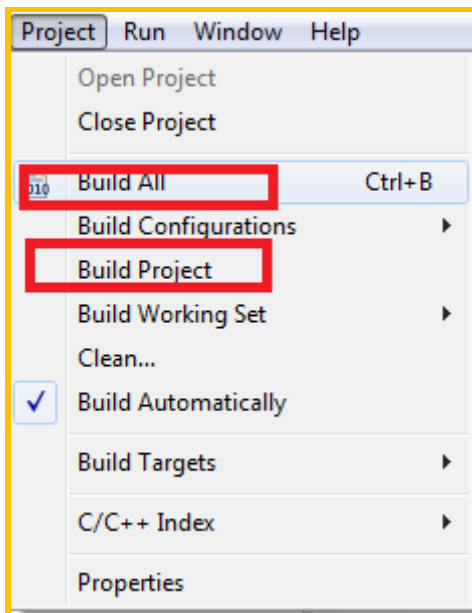 Project Run Window Help
Open Project
Close Project
010 Build All Ctrl+B
Build Configurations
Build Project
Build Working Set
Clean...
Build Automatically
Build Targets
C/C++ Index
Properties